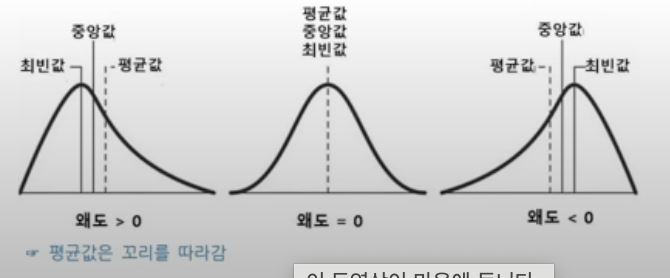 중앙값
최빈값
평균값
왜도 > 0
평균값
중앙값
최빈값
왜도 = 0
중앙값
평균값
최빈값
왜도 < 0
☞ 평균값은 꼬리를 따라감